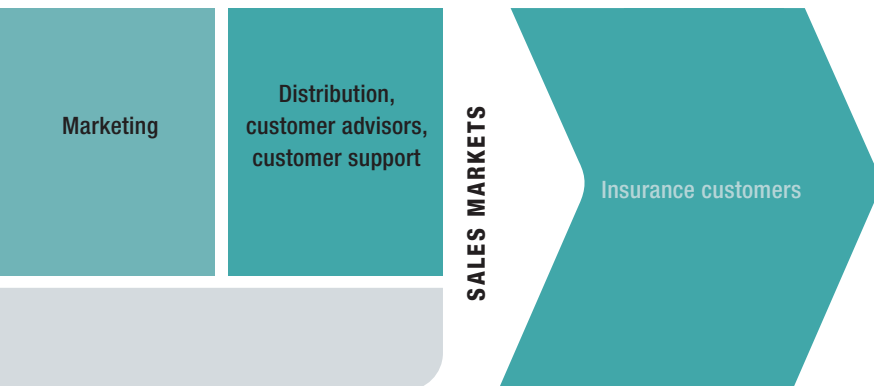 Marketing
Distribution,
customer advisors,
customer support
SALES MARKETS
Insurance customers